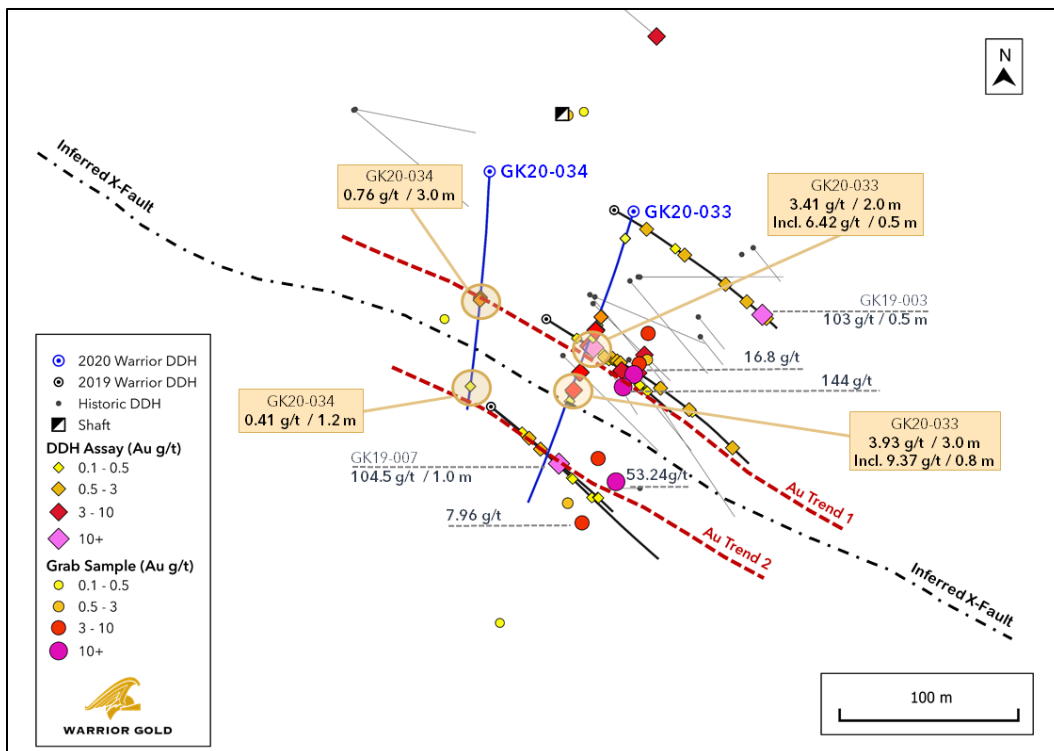 N
Inferred X-Fault
GK20-034
0.76 g/t / 3.0 m
GK20-034
GK20-033
GK20-033
3.41 g/t / 2.0 m
Incl. 6.42 g/t / 0.5 m
GK19-003
103 g/t / 0.5 m
16.8 g/t
144 g/t
GK20-034
0.41 g/t / 1.2 m
GK20-033
3.93 g/t / 3.0 m
Incl. 9.37 g/t / 0.8 m
GK19-007
104.5 g/t / 1.0 m
53.24g/t
7.96 g/t
Au Trend 1
Au Trend 2
Inferred X-Fault
2020 Warrior DDH
2019 Warrior DDH
Historic DDH
Shaft
DDH Assay (Au g/t)
0.1 - 0.5
0.5 - 3
3 - 10
10+
Grab Sample (Au g/t)
0.1 - 0.5
0.5 - 3
3 - 10
10+
WARRIOR GOLD
100 m